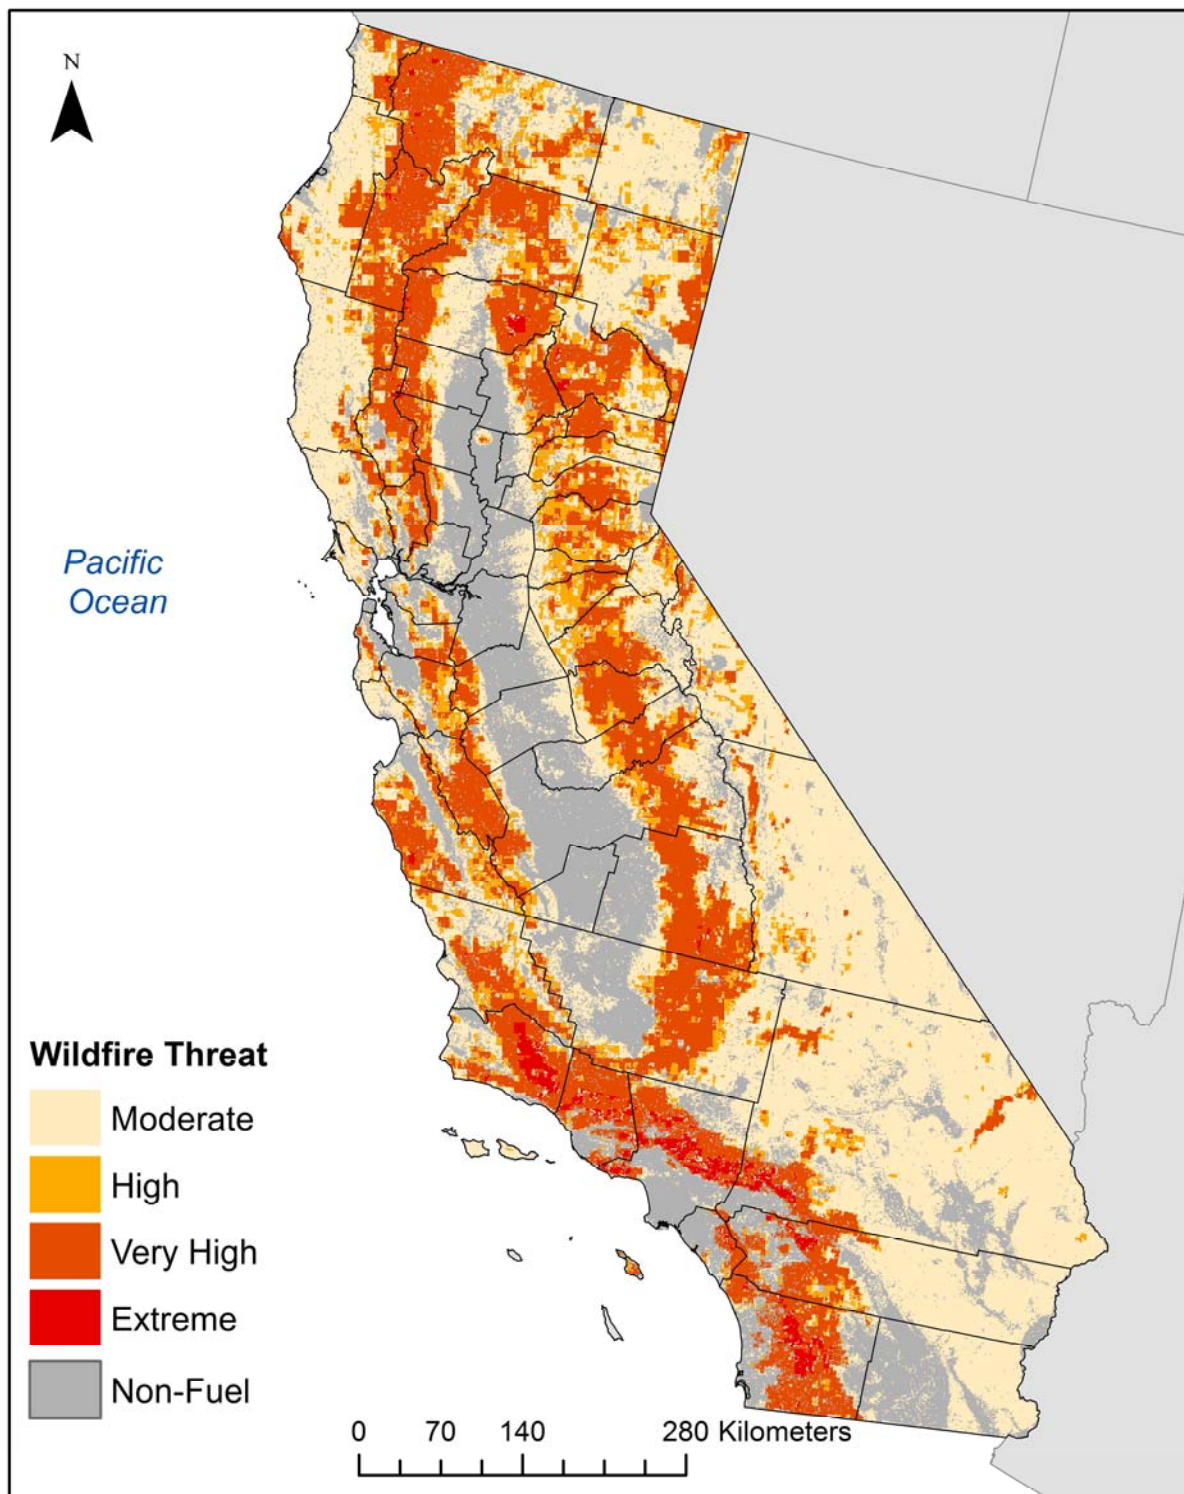 N
Pacific
Ocean
Wildfire Threat
Moderate
High
Very High
Extreme
Non-Fuel
0 70 140 280 Kilometers